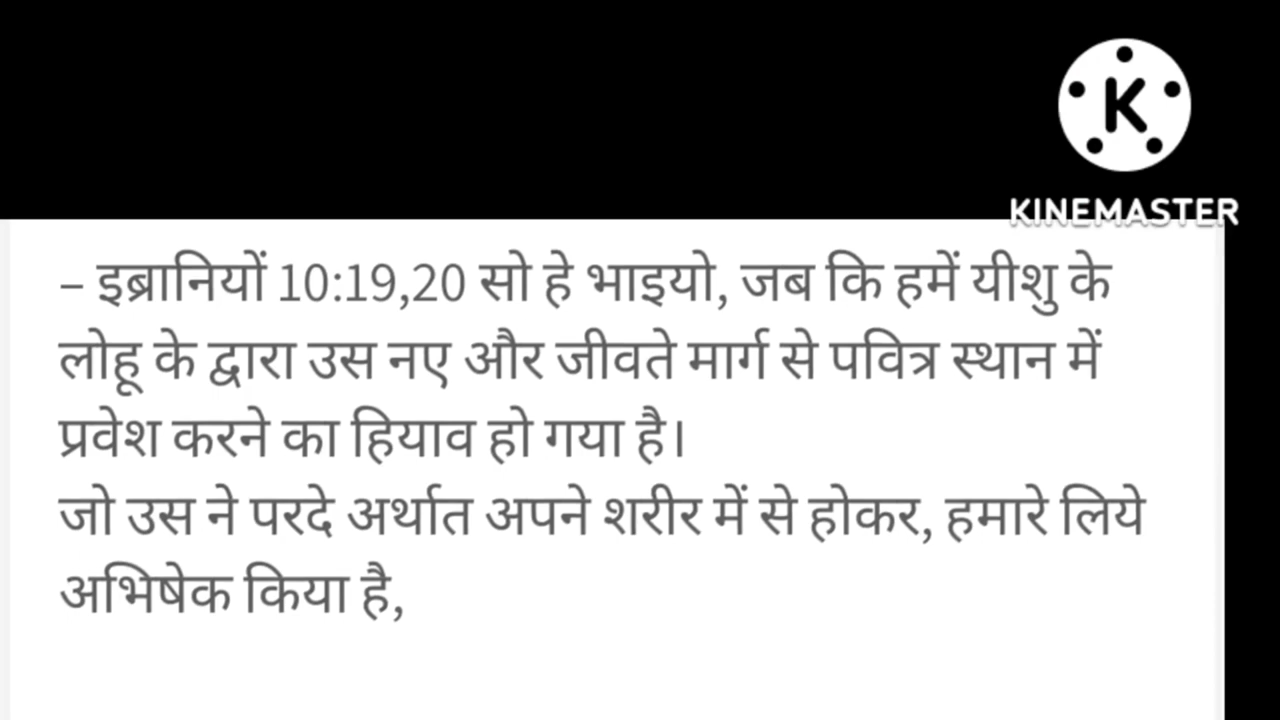 KINEMASTER
– इब्रानियों 10:19,20 सो हे भाइयो, जब कि हमें यीशु के
लोहू के द्वारा उस नए और जीवते मार्ग से पवित्र स्थान में
प्रवेश करने का हियाव हो गया है।
जो उस ने परदे अर्थात अपने शरीर में से होकर, हमारे लिये
अभिषेक किया है,